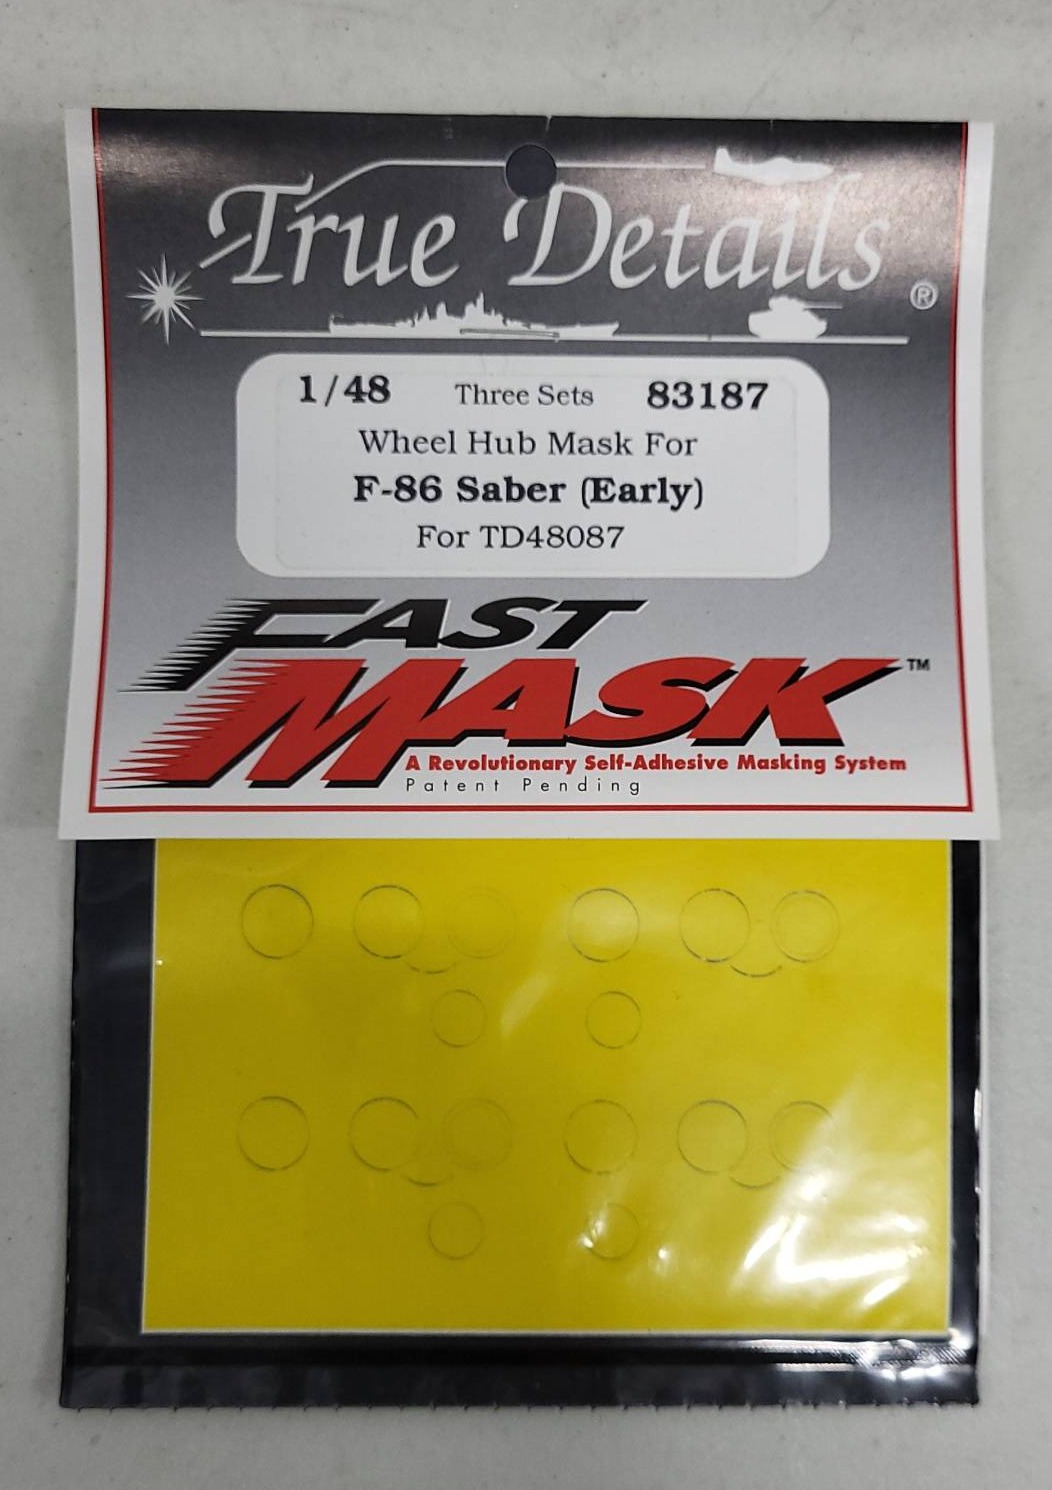 True Details ®
1/48 Three Sets 83187
Wheel Hub Mask For
F-86 Saber (Early)
For TD48087
FAST
MASK ™
A Revolutionary Self-Adhesive Masking System
Patent Pending